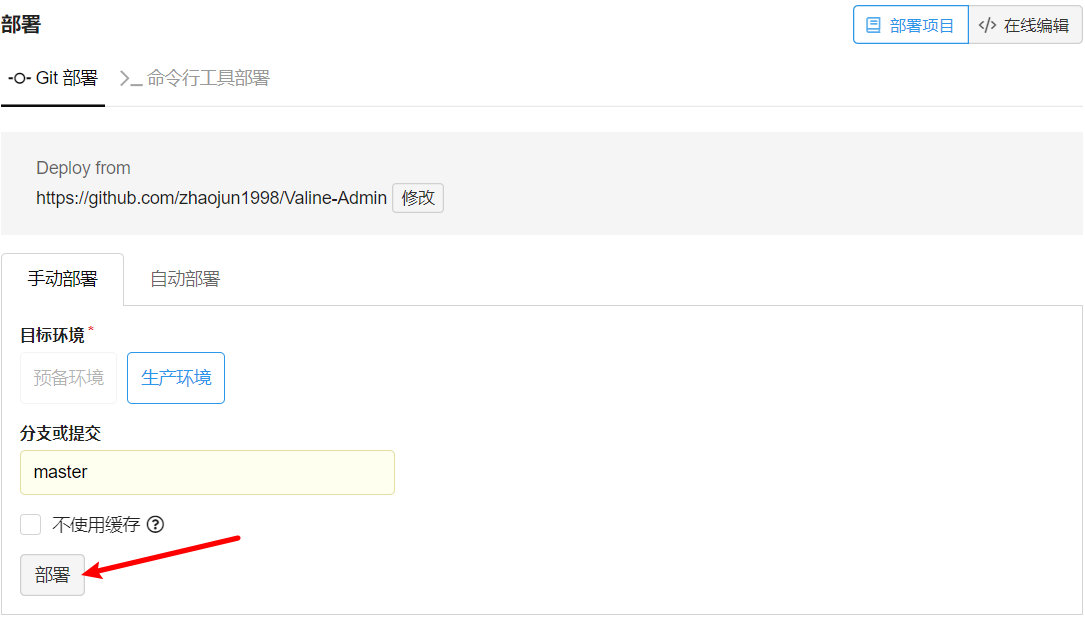 部署
部署项目
</> 在线编辑
-O- Git 部署
>_ 命令行工具部署
Deploy from
https://github.com/zhaojun1998/Valine-Admin 修改
手动部署
自动部署
目标环境*
预备环境
生产环境
分支或提交
master
不使用缓存 ?
部署